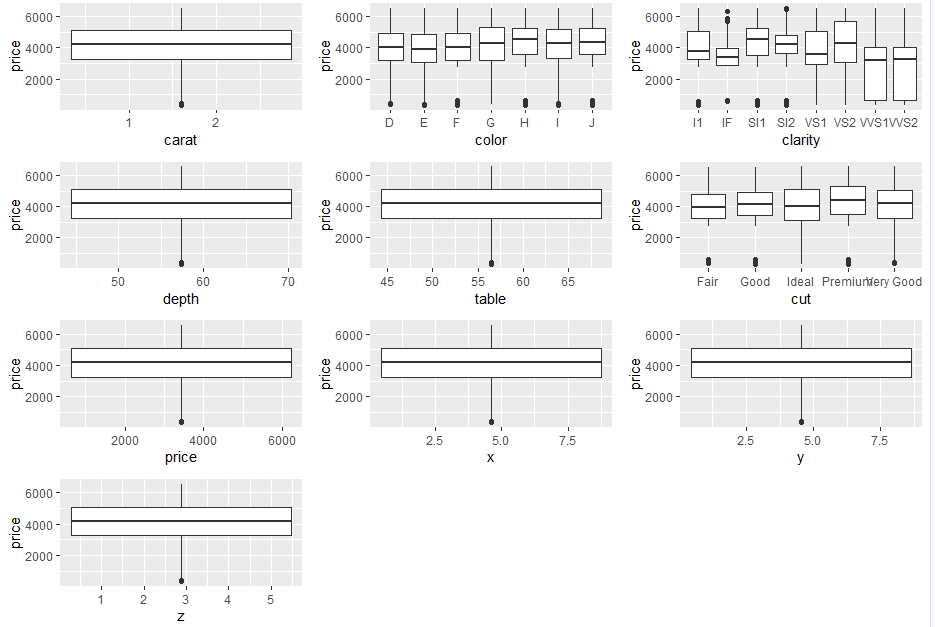 price
6000
4000
2000
1 2
carat
price
6000
4000
2000
D E F G H I J
color
price
6000
4000
2000
I1 IF SI1 SI2 VS1 VS2 VVS1 VVS2
clarity
price
6000
4000
2000
50 60 70
depth
price
6000
4000
2000
45 50 55 60 65
table
price
6000
4000
2000
Fair Good Ideal Premium Very Good
cut
price
6000
4000
2000
2000 4000 6000
price
price
6000
4000
2000
2.5 5.0 7.5
x
price
6000
4000
2000
2.5 5.0 7.5
y
price
6000
4000
2000
1 2 3 4 5
z